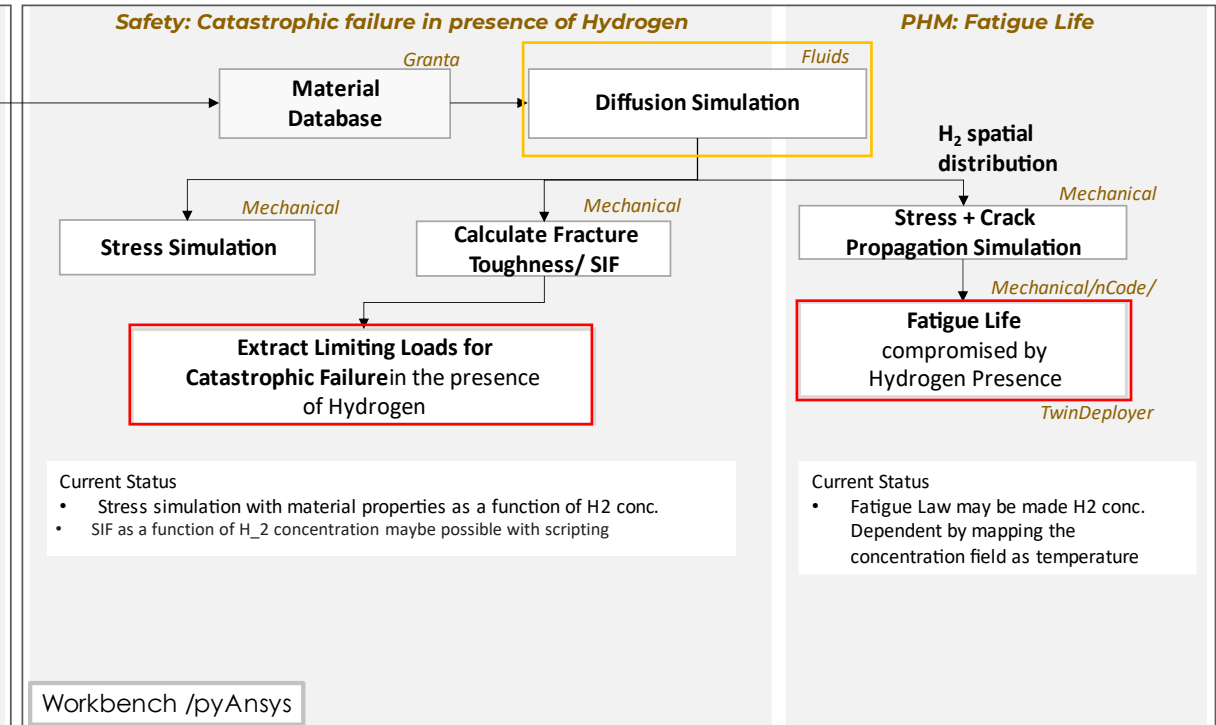 Safety: Catastrophic failure in presence of Hydrogen
PHM: Fatigue Life
Granta
Fluids
Material
Database
Diffusion Simulation
H₂ spatial
distribution
Mechanical
Mechanical
Mechanical
Stress Simulation
Calculate Fracture
Toughness/ SIF
Stress + Crack
Propagation Simulation
Mechanical/nCode/
Extract Limiting Loads for
Catastrophic Failurein the presence
of Hydrogen
Fatigue Life
compromised by
Hydrogen Presence
TwinDeployer
Current Status
• Stress simulation with material properties as a function of H2 conc.
• SIF as a function of H_2 concentration maybe possible with scripting
Current Status
• Fatigue Law may be made H2 conc.
Dependent by mapping the
concentration field as temperature
Workbench /pyAnsys